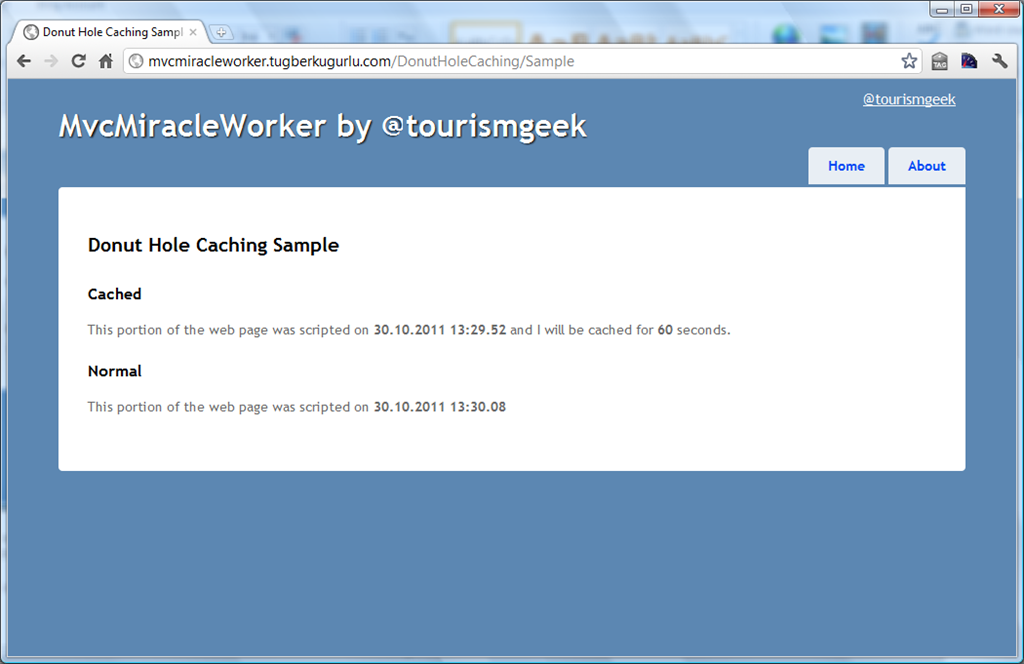 Donut Hole Caching Sampl
mvcmiracleworker.tugberkugurlu.com/DonutHoleCaching/Sample
TAG
@tourismgeek
MvcMiracleWorker by @tourismgeek
Home About
Donut Hole Caching Sample
Cached
This portion of the web page was scripted on 30.10.2011 13:29.52 and I will be cached for 60 seconds.
Normal
This portion of the web page was scripted on 30.10.2011 13:30.08